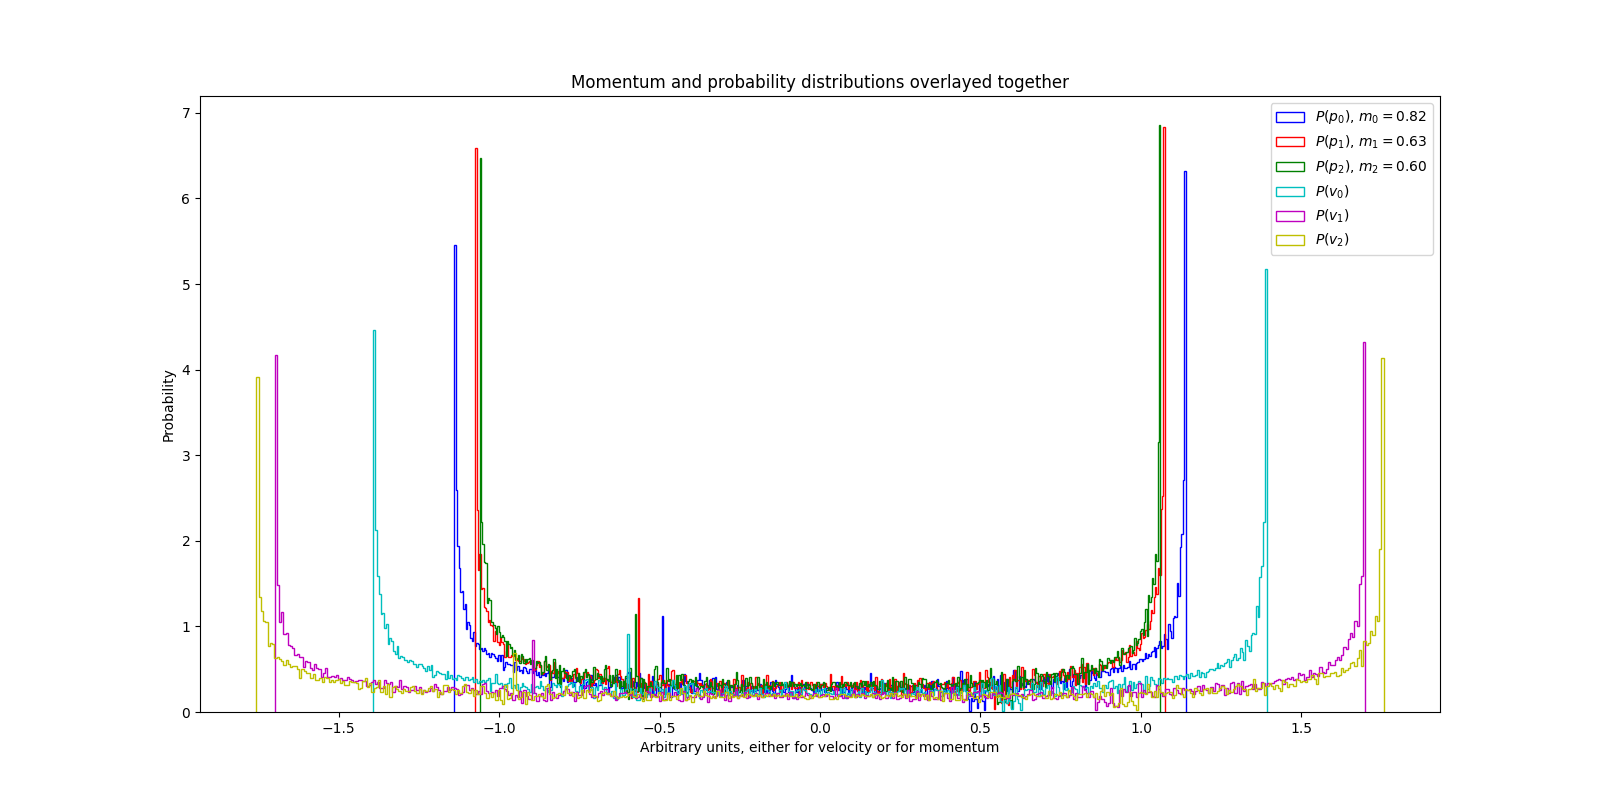 Momentum and probability distributions overlayed together
P(p₀), m₀ = 0.82
P(p₁), m₁ = 0.63
P(p₂), m₂ = 0.60
P(v₀)
P(v₁)
P(v₂)
Probability
7
6
5
4
3
2
1
0
−1.5 −1.0 −0.5 0.0 0.5 1.0 1.5
Arbitrary units, either for velocity or for momentum